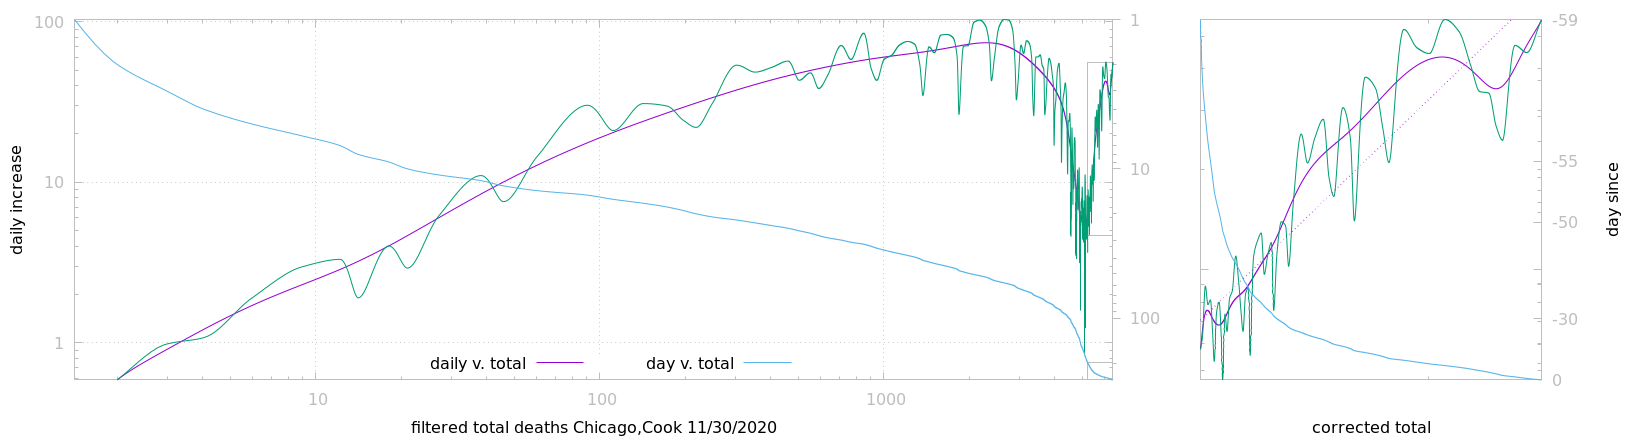 100
10
1
daily increase
10
100
1000
daily v. total
day v. total
filtered total deaths Chicago,Cook 11/30/2020
1
10
100
-59
-55
-50
-30
0
day since
corrected total